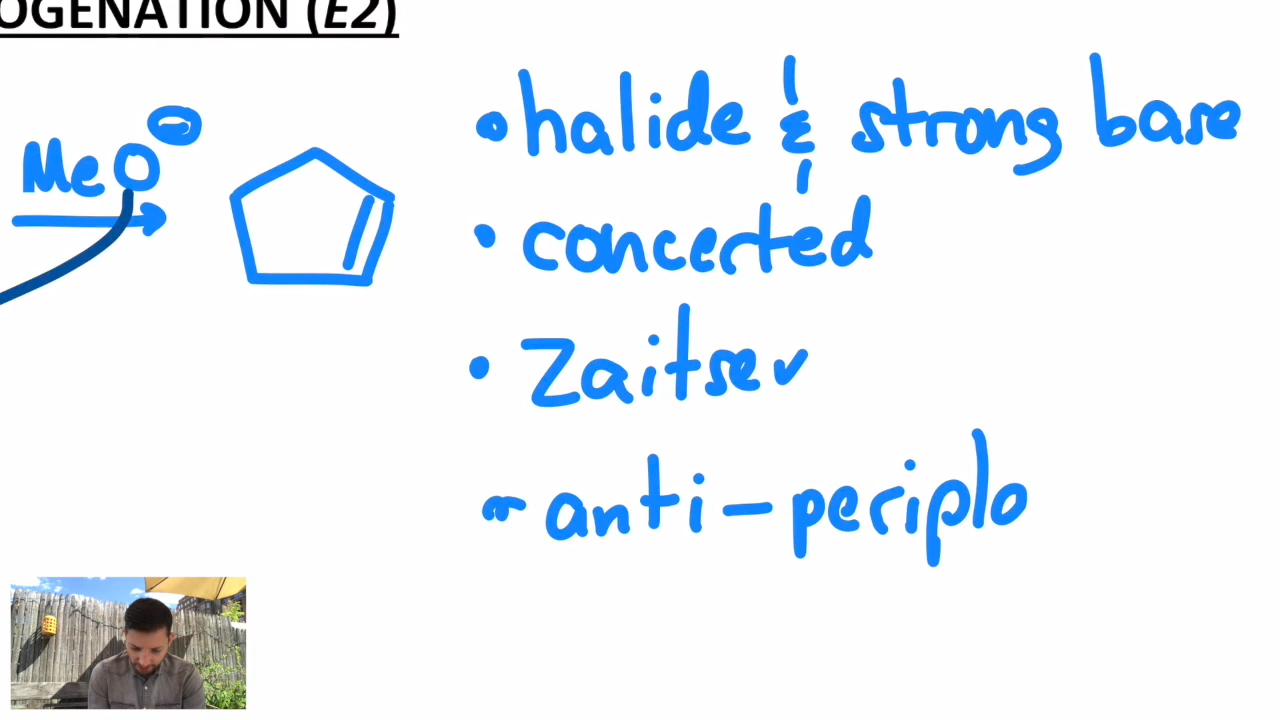 OGENATION (E2)
MeO⊖
• halide & strong base
• concerted
• Zaitsev
• anti-periplo